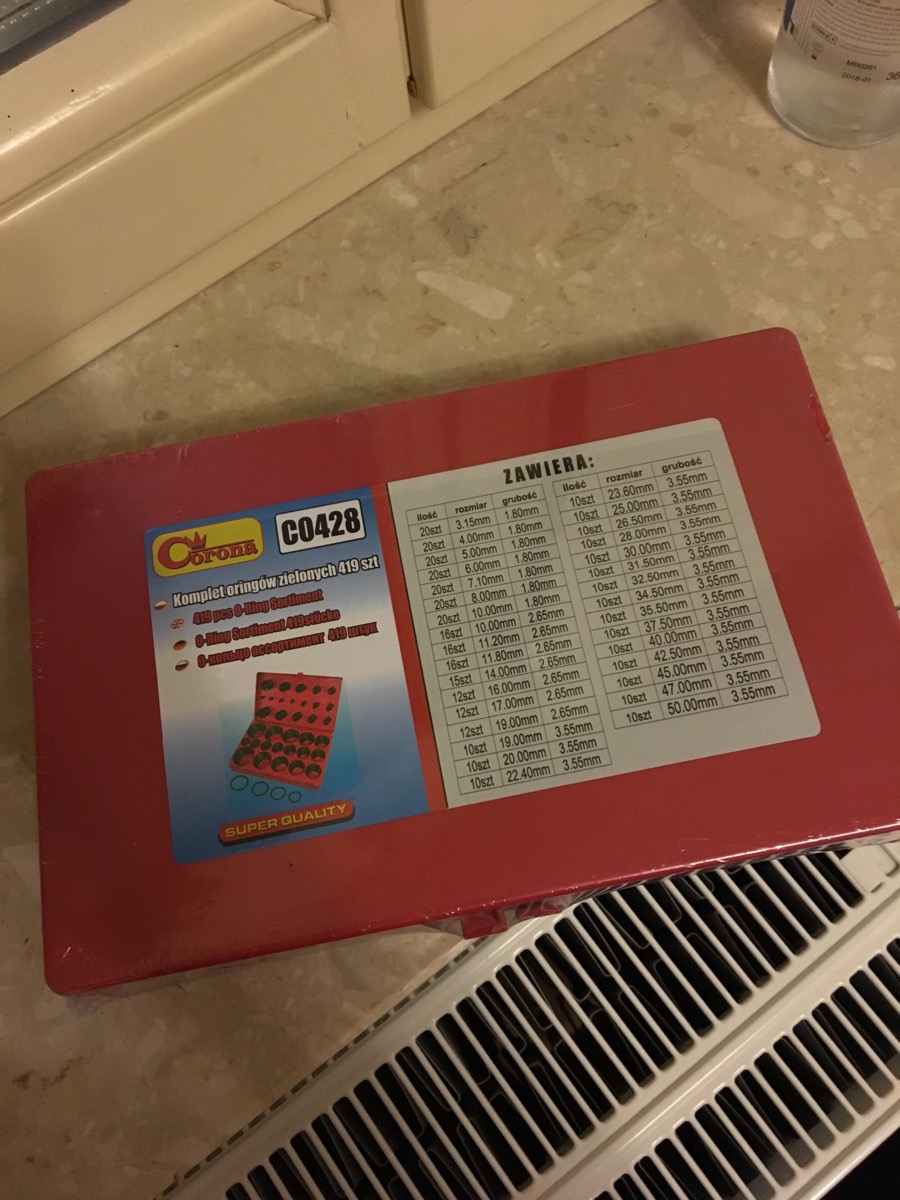 Corona
C0428
Komplet oringów zielonych 419 szt
419 pcs O-Ring Sortiment
O-Ring Sortiment 419stücke
О-кольцо ассортимент 419 штук
SUPER QUALITY
ZAWIERA:
ilość rozmiar grubość
20szt 3.15mm 1.80mm
20szt 4.00mm 1.80mm
20szt 5.00mm 1.80mm
20szt 6.00mm 1.80mm
20szt 7.10mm 1.80mm
20szt 8.00mm 1.80mm
20szt 10.00mm 1.80mm
16szt 10.00mm 2.65mm
16szt 11.20mm 2.65mm
16szt 11.80mm 2.65mm
15szt 14.00mm 2.65mm
12szt 16.00mm 2.65mm
12szt 17.00mm 2.65mm
12szt 19.00mm 2.65mm
10szt 19.00mm 3.55mm
10szt 20.00mm 3.55mm
10szt 22.40mm 3.55mm
ilość rozmiar grubość
10szt 23.60mm 3.55mm
10szt 25.00mm 3.55mm
10szt 26.50mm 3.55mm
10szt 28.00mm 3.55mm
10szt 30.00mm 3.55mm
10szt 31.50mm 3.55mm
10szt 32.50mm 3.55mm
10szt 34.50mm 3.55mm
10szt 35.50mm 3.55mm
10szt 37.50mm 3.55mm
10szt 40.00mm 3.55mm
10szt 42.50mm 3.55mm
10szt 45.00mm 3.55mm
10szt 47.00mm 3.55mm
10szt 50.00mm 3.55mm
MB0261
2018-01